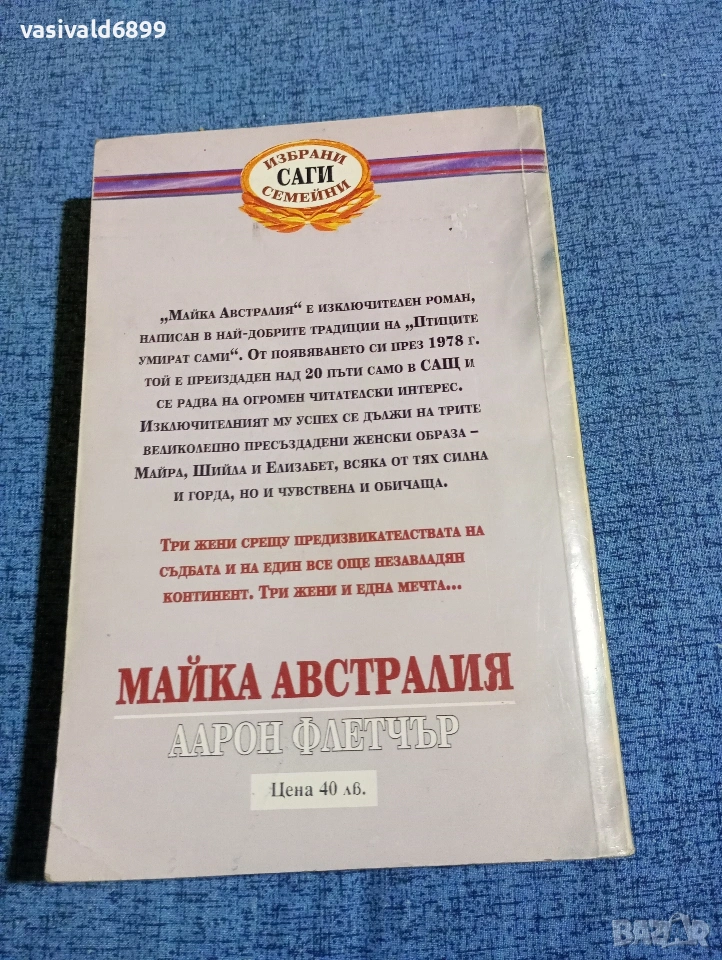 vasivald6899
ИЗБРАНИ
САГИ
СЕМЕЙНИ
„Майка Австралия“ е изключителен роман,
написан в най-добрите традиции на „Птиците
умират сами“. От появяването си през 1978 г.
той е преиздаден над 20 пъти само в САЩ и
се радва на огромен читателски интерес.
Изключителният му успех се дължи на трите
великолепно пресъздадени женски образа –
Майра, Шийла и Елизабет, всяка от тях силна
и горда, но и чувствена и обичаща.
Три жени срещу предизвикателствата на
съдбата и на един все още незавладян
континент. Три жени и една мечта...
МАЙКА АВСТРАЛИЯ
ААРОН ФЛЕТЧЪР
Цена 40 лв.
BAZAR